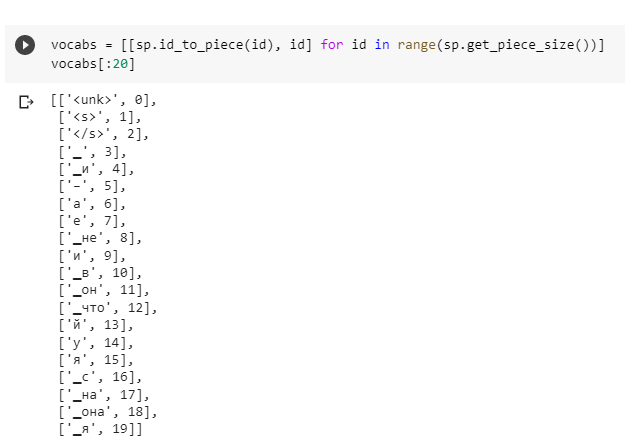 vocabs = [[sp.id_to_piece(id), id] for id in range(sp.get_piece_size())]
vocabs[:20]
[['<unk>', 0],
['<s>', 1],
['</s>', 2],
['▁', 3],
['▁и', 4],
['-', 5],
['а', 6],
['е', 7],
['▁не', 8],
['и', 9],
['▁в', 10],
['▁он', 11],
['▁что', 12],
['й', 13],
['у', 14],
['я', 15],
['▁с', 16],
['▁на', 17],
['▁она', 18],
['▁я', 19]]